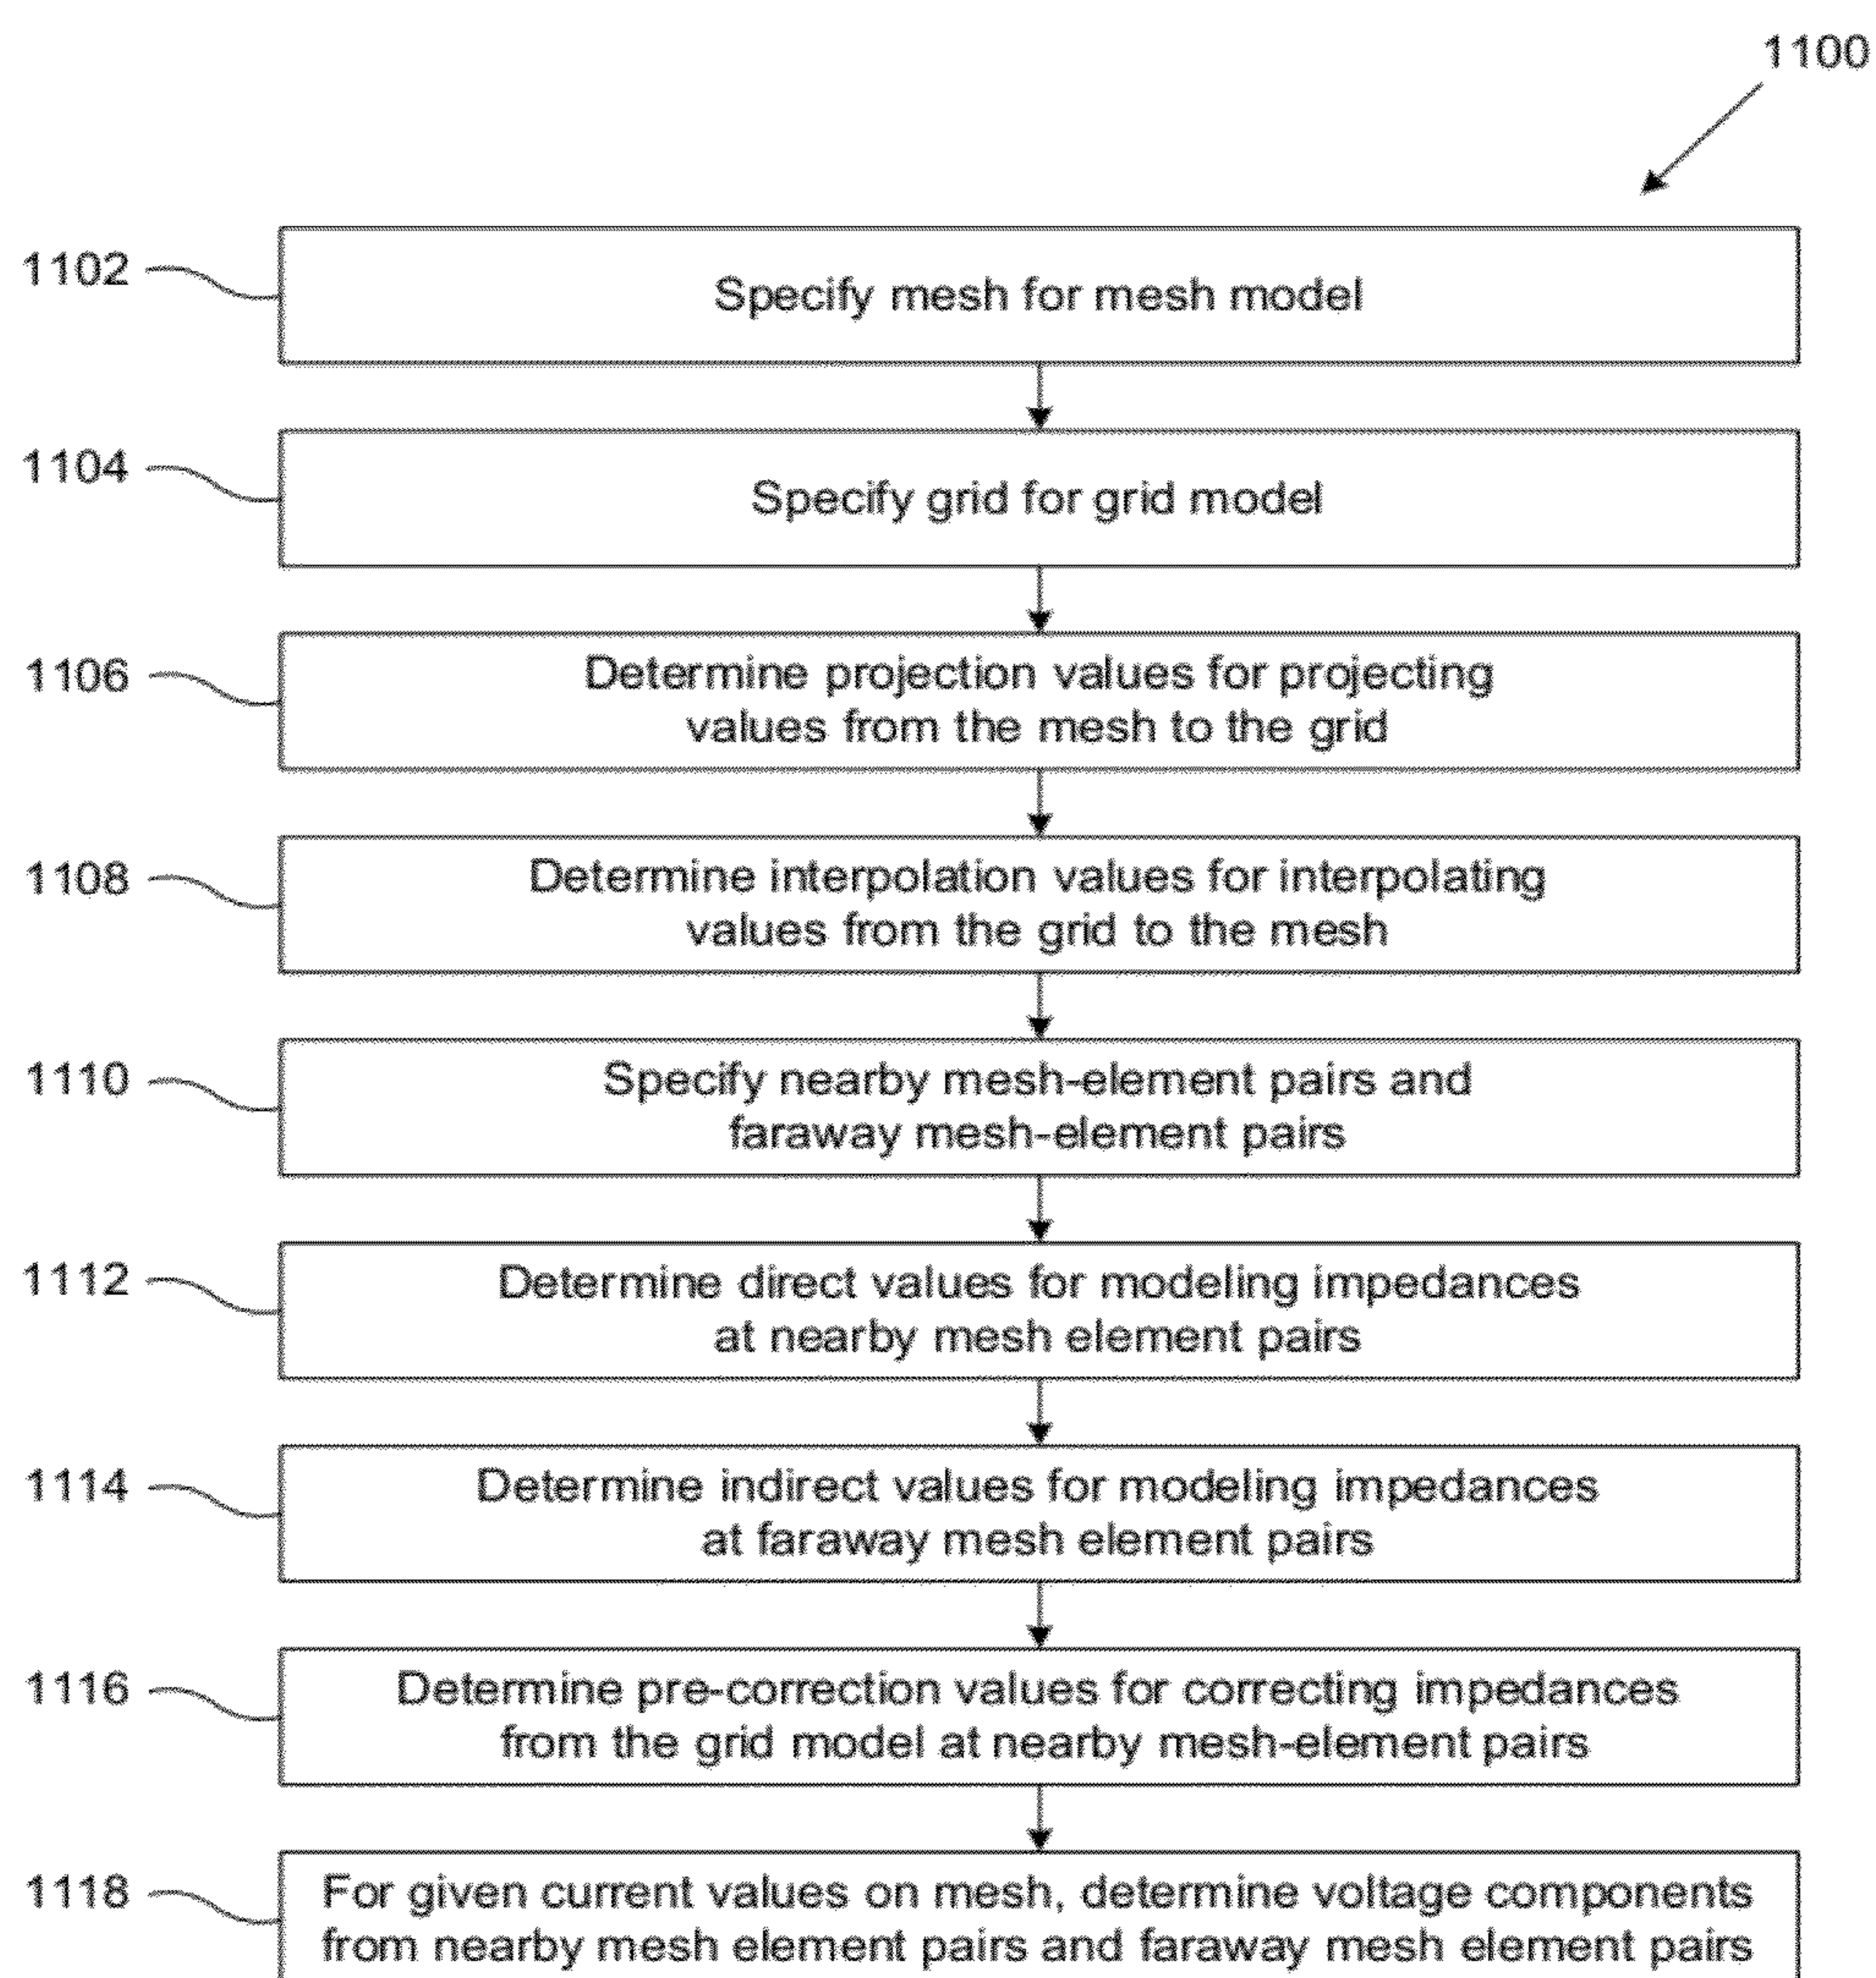 1100
1102
Specify mesh for mesh model
1104
Specify grid for grid model
1106
Determine projection values for projecting
values from the mesh to the grid
1108
Determine interpolation values for interpolating
values from the grid to the mesh
1110
Specify nearby mesh-element pairs and
faraway mesh-element pairs
1112
Determine direct values for modeling impedances
at nearby mesh element pairs
1114
Determine indirect values for modeling impedances
at faraway mesh element pairs
1116
Determine pre-correction values for correcting impedances
from the grid model at nearby mesh-element pairs
1118
For given current values on mesh, determine voltage components
from nearby mesh element pairs and faraway mesh element pairs